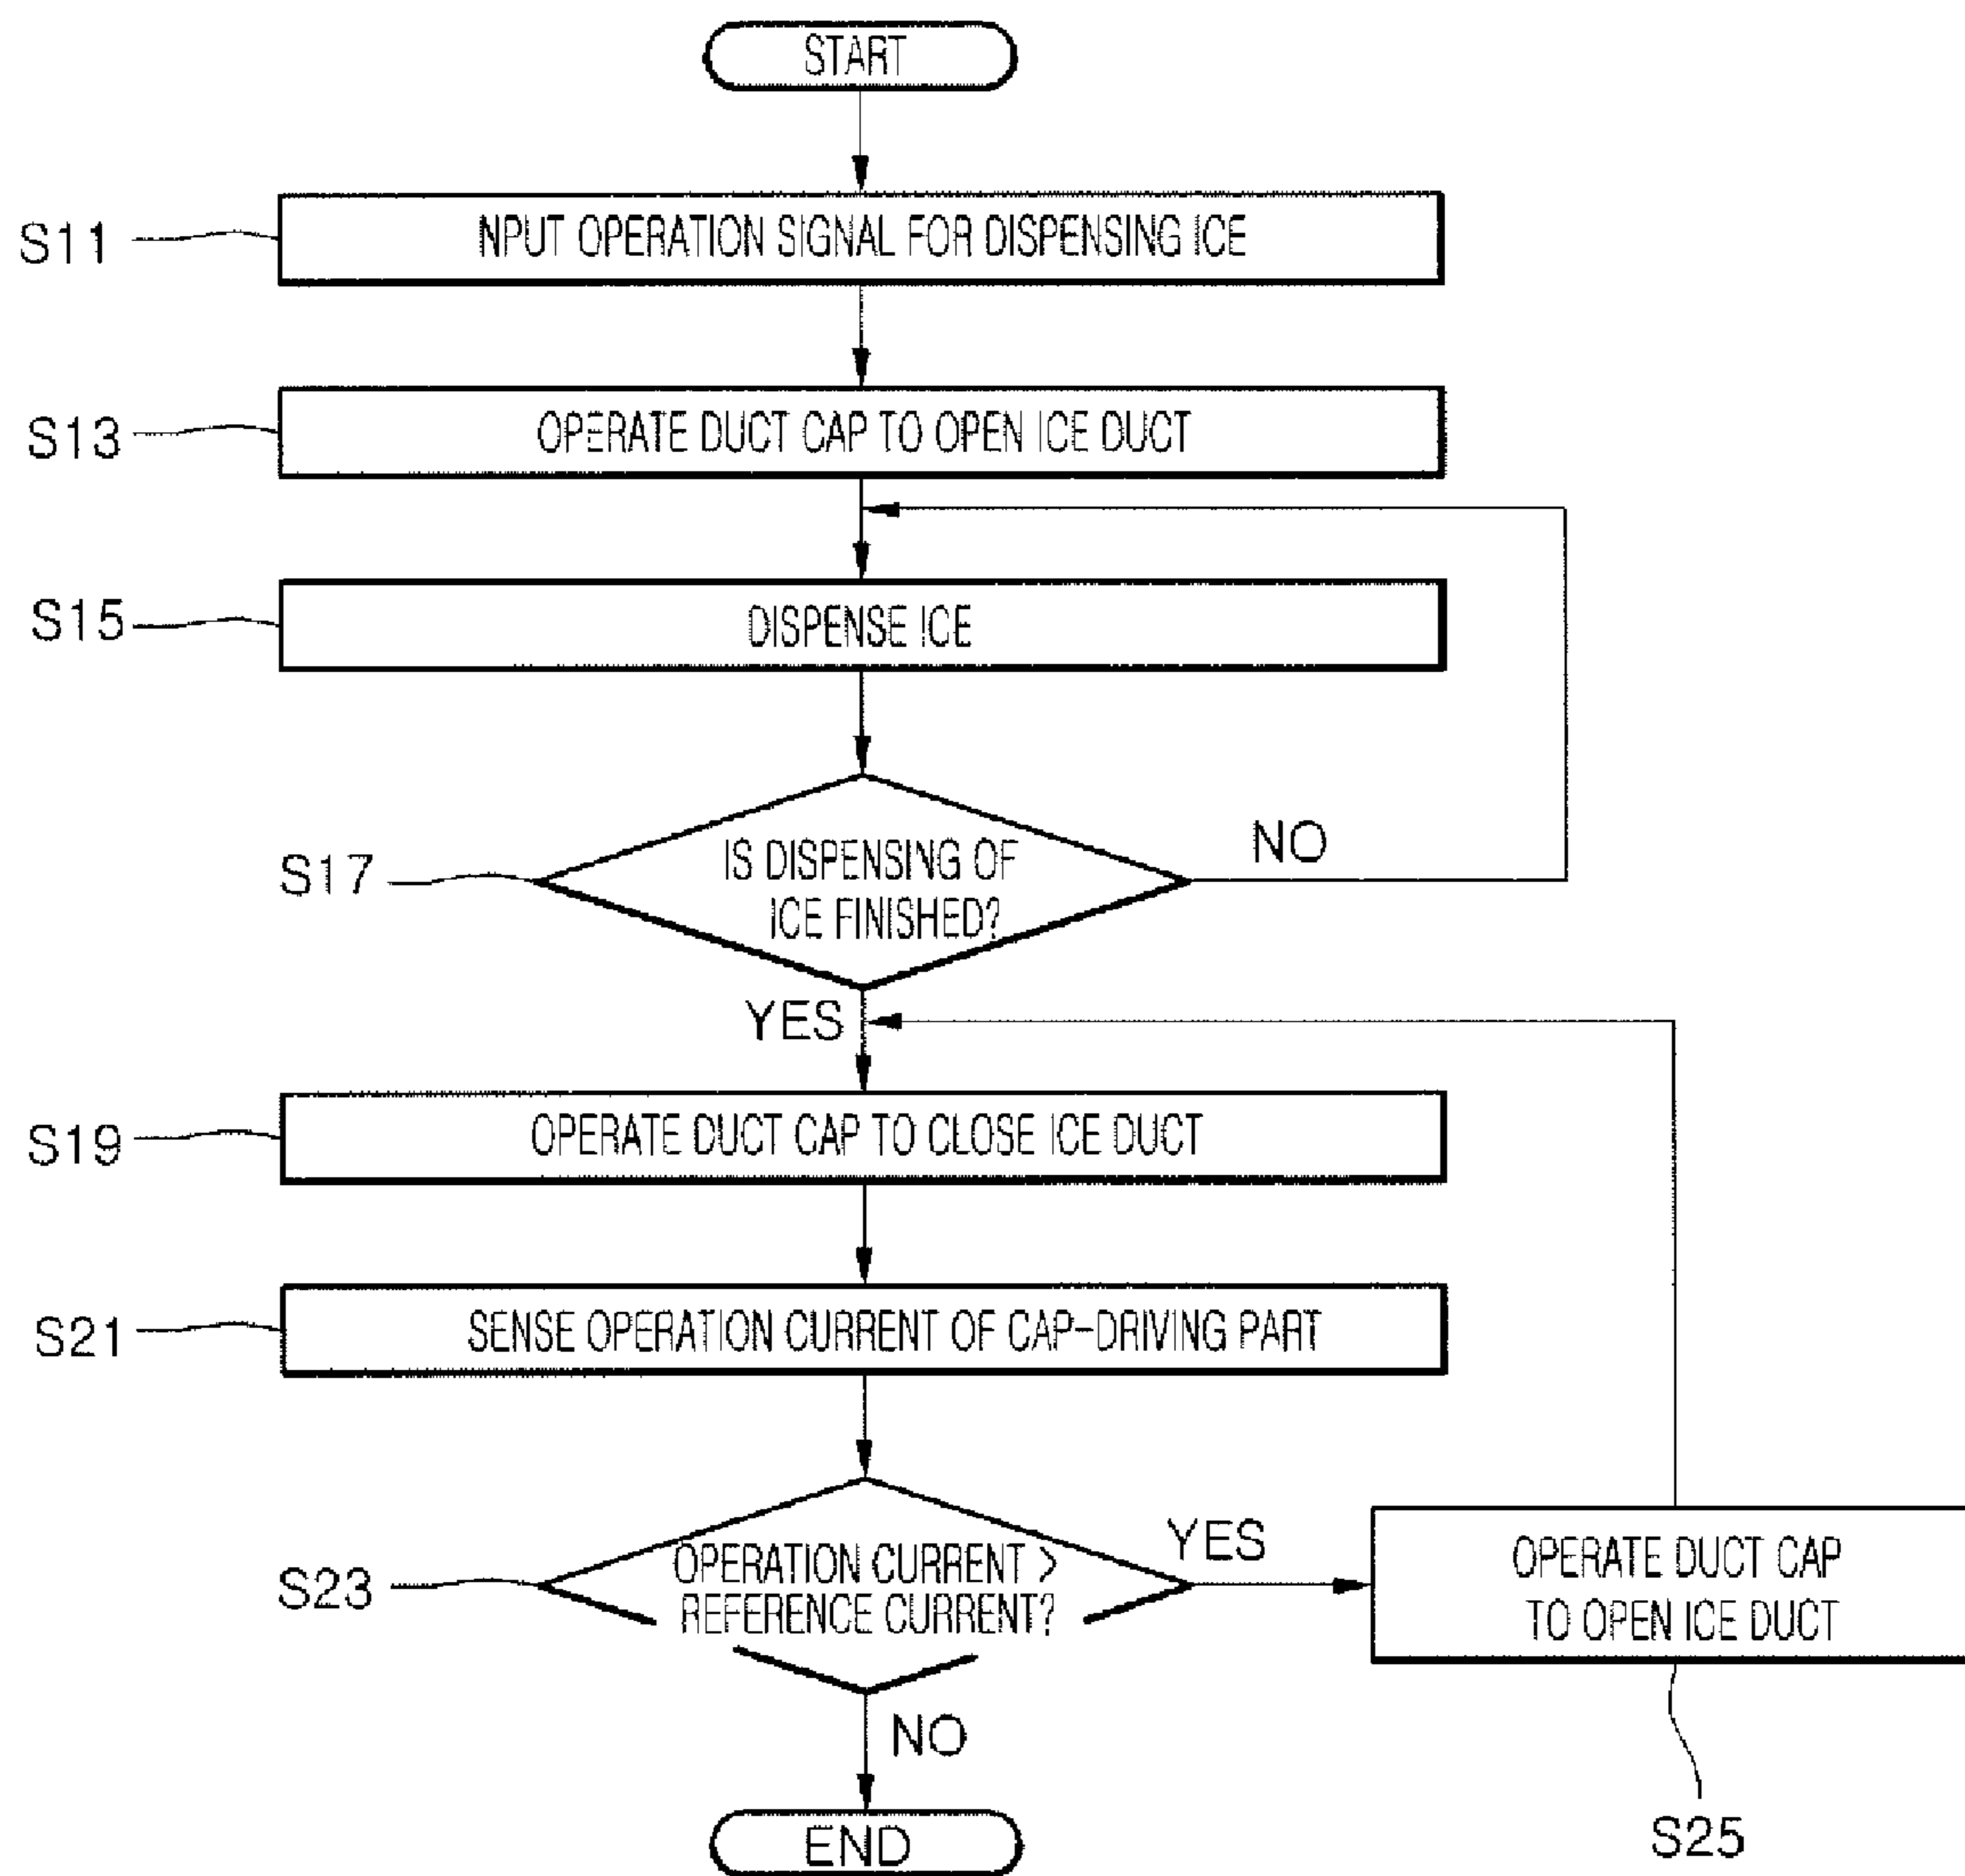 START
S11
NPUT OPERATION SIGNAL FOR DISPENSING ICE
S13
OPERATE DUCT CAP TO OPEN ICE DUCT
S15
DISPENSE ICE
S17
IS DISPENSING OF
ICE FINISHED?
NO
YES
S19
OPERATE DUCT CAP TO CLOSE ICE DUCT
S21
SENSE OPERATION CURRENT OF CAP-DRIVING PART
S23
OPERATION CURRENT >
REFERENCE CURRENT?
YES
OPERATE DUCT CAP
TO OPEN ICE DUCT
NO
S25
END